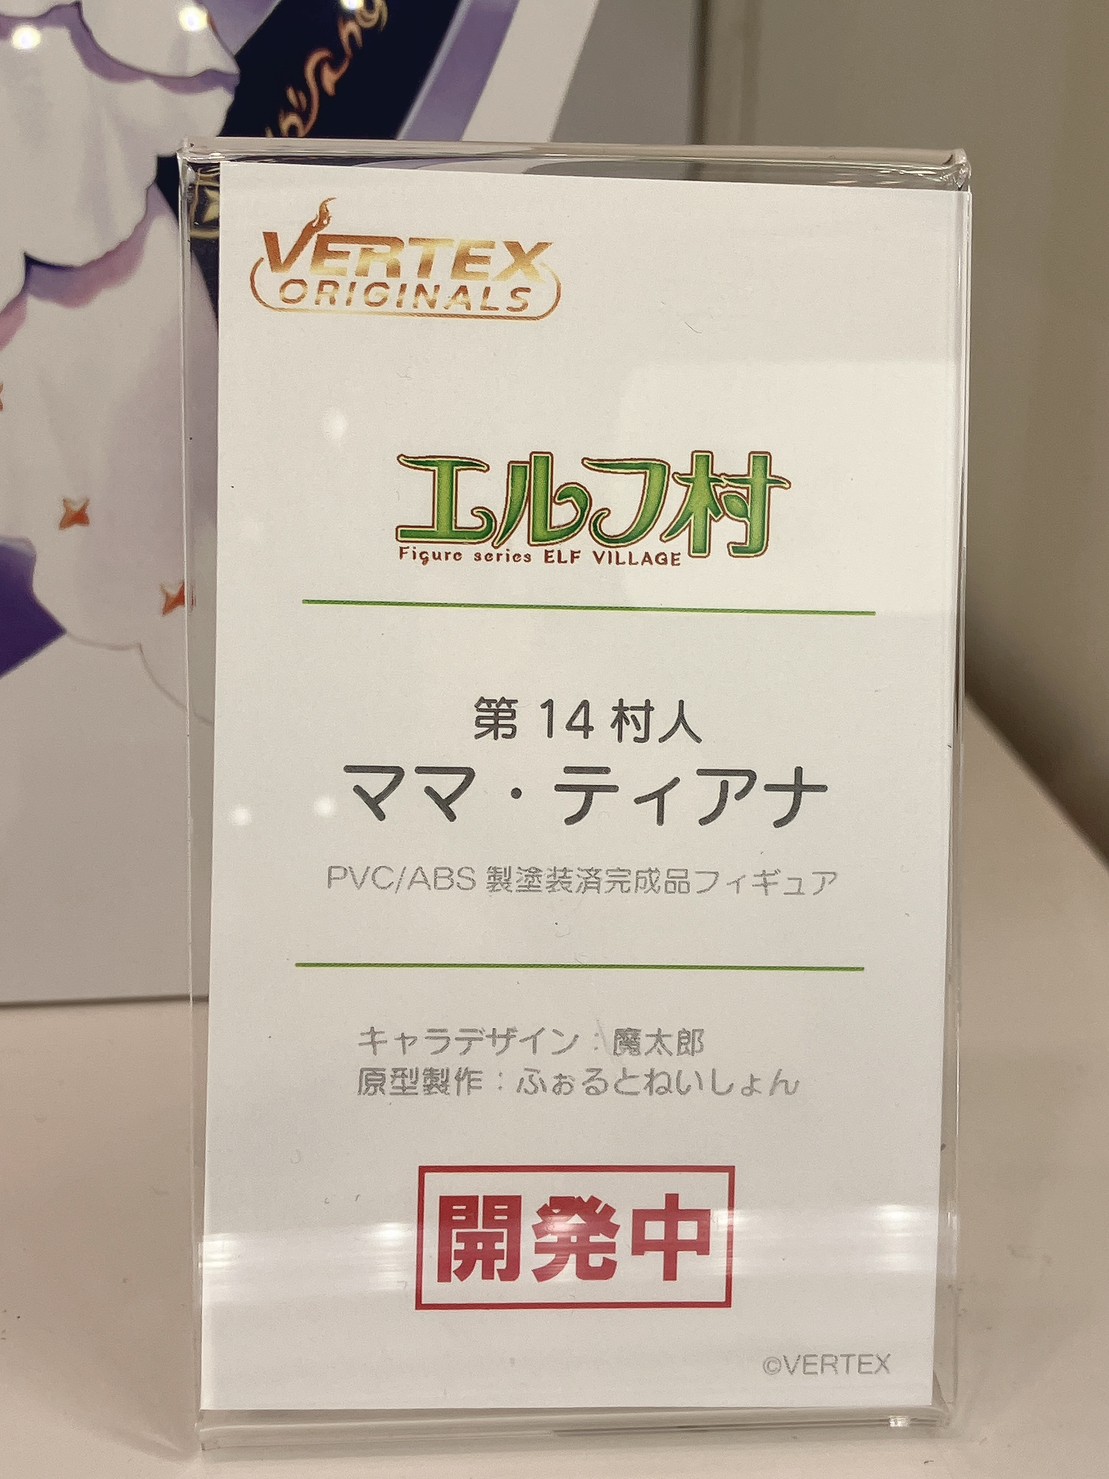 VERTEX
ORIGINALS
エルフ村
Figure series ELF VILLAGE
第 14 村人
ママ・ティアナ
PVC/ABS 製塗装済完成品フィギュア
キャラデザイン：魔太郎
原型製作：ふぉるとねいしょん
開発中
©VERTEX